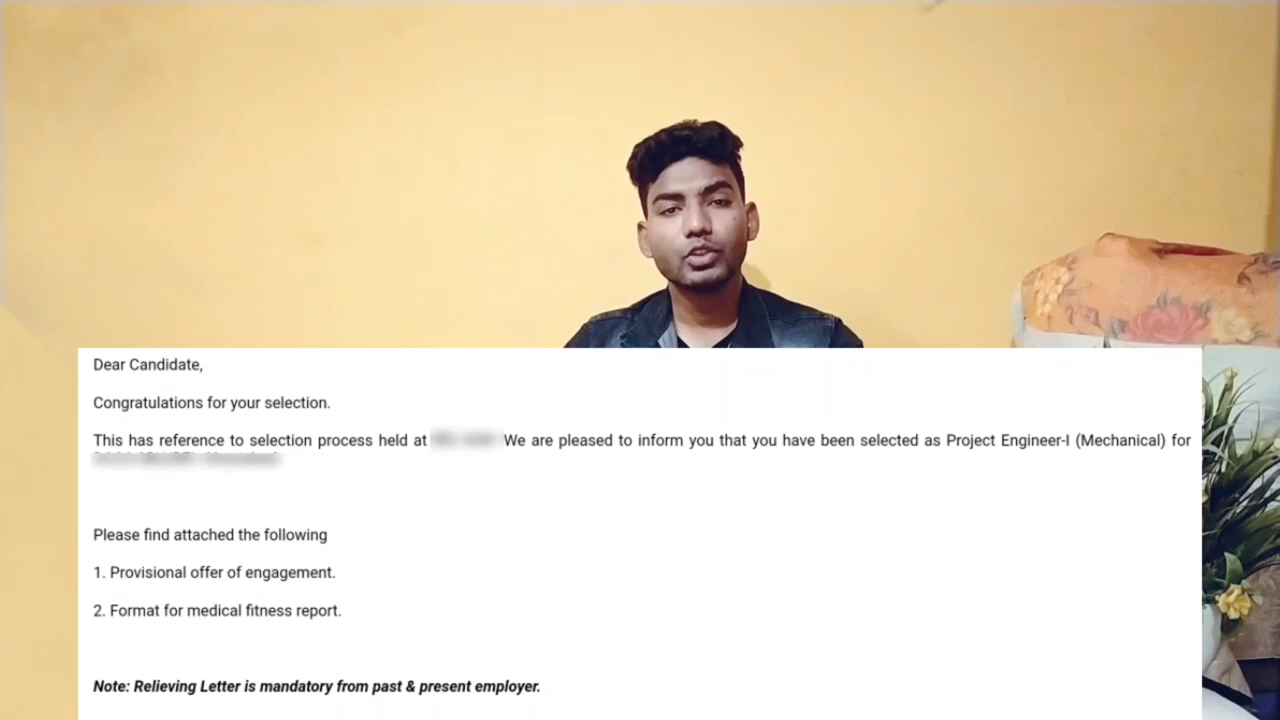 Dear Candidate,
Congratulations for your selection.
This has reference to selection process held at We are pleased to inform you that you have been selected as Project Engineer-I (Mechanical) for
Please find attached the following
1. Provisional offer of engagement.
2. Format for medical fitness report.
Note: Relieving Letter is mandatory from past & present employer.